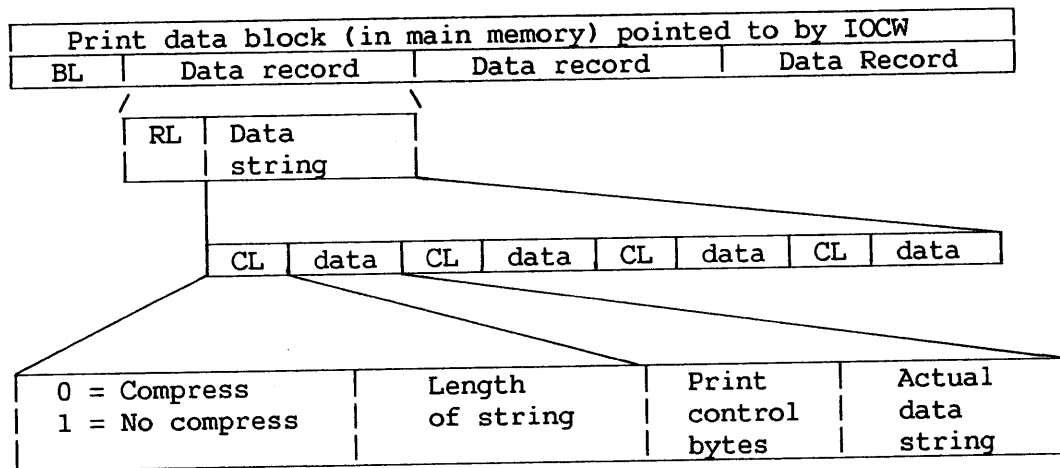 Print data block (in main memory) pointed to by IOCW
BL Data record Data record Data Record
RL Data
string
CL data CL data CL data CL data
0 = Compress Length Print Actual
1 = No compress of string control data
bytes string